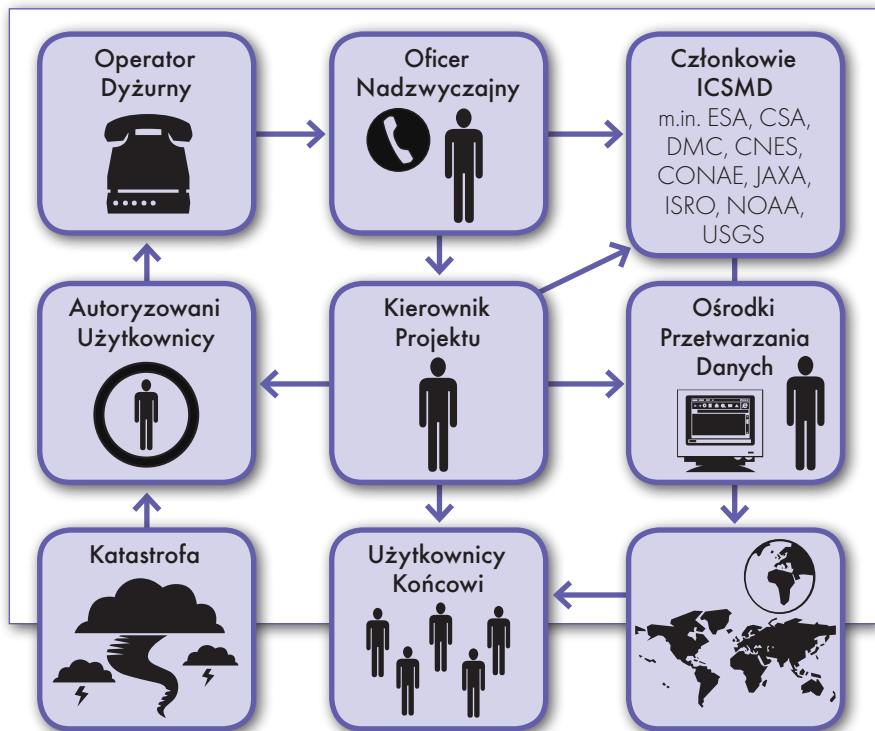 Operator
Dyżurny
Oficer
Nadzwyczajny
Członkowie
ICSMD
m.in. ESA, CSA,
DMC, CNES,
CONAE, JAXA,
ISRO, NOAA,
USGS
Autoryzowani
Użytkownicy
Kierownik
Projektu
Ośrodki
Przetwarzania
Danych
Katastrofa
Użytkownicy
Końcowi